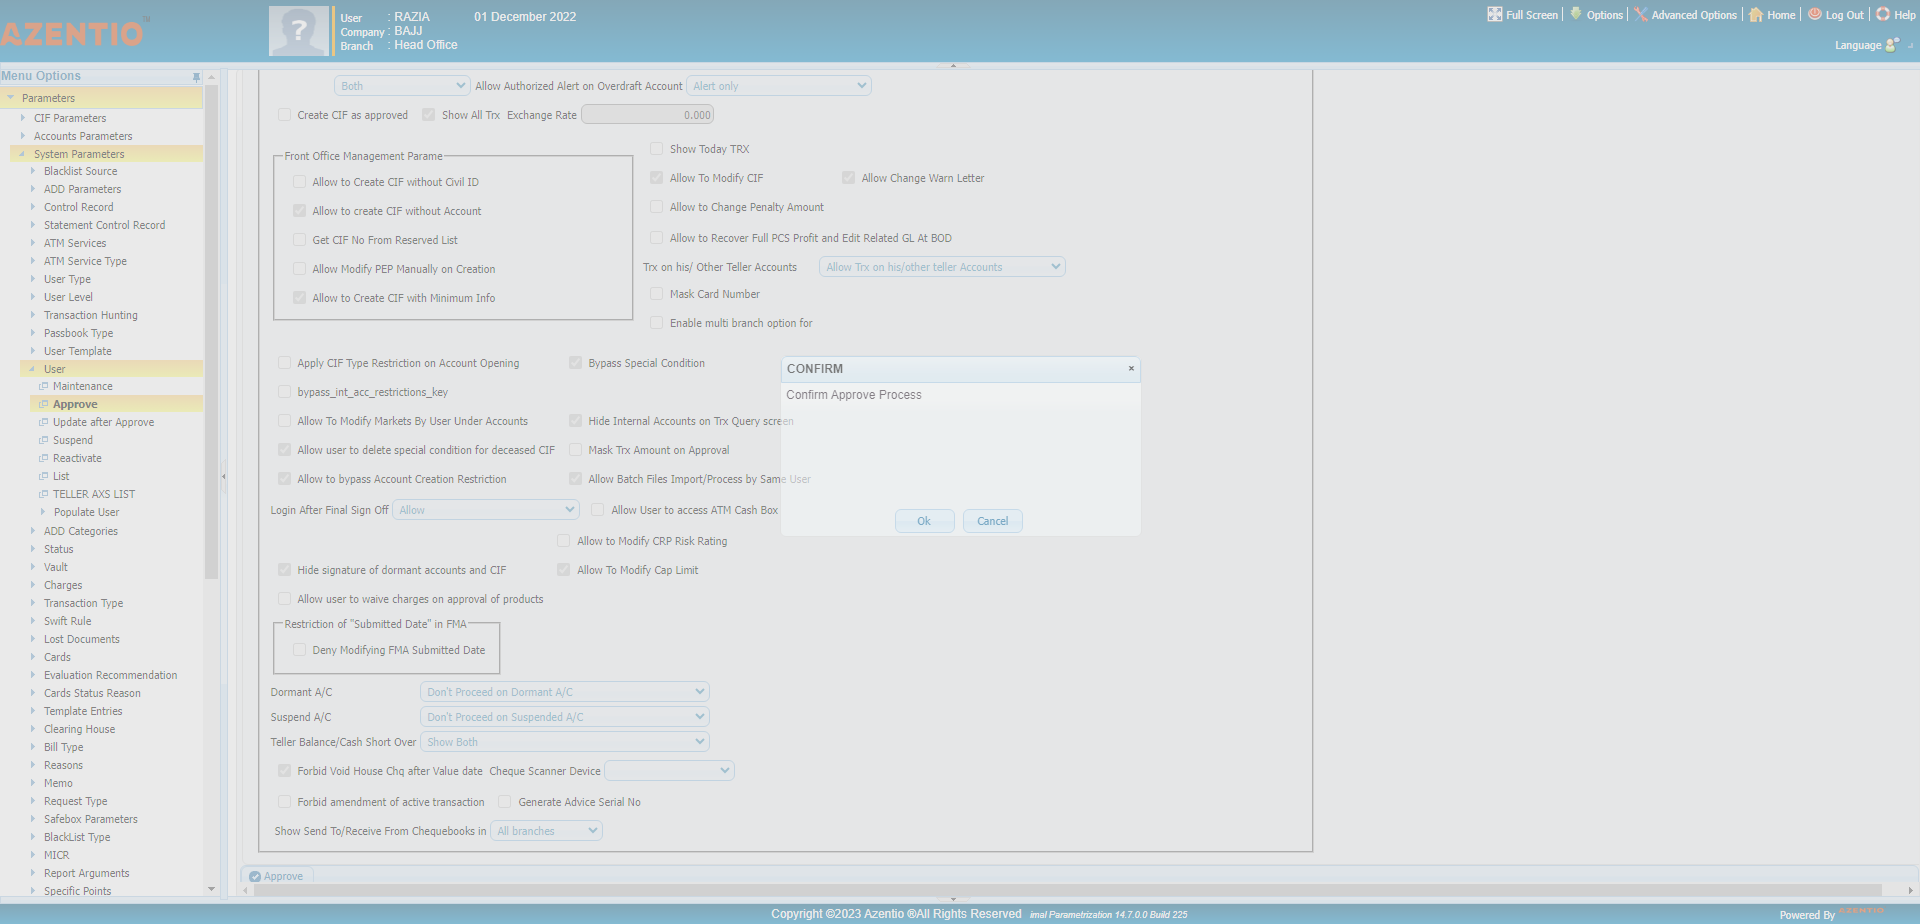 AZENTIO
User : RAZIA 01 December 2022
Company : BAJJ
Branch : Head Office
Full Screen
Options
Advanced Options
Home
Log Out
Help
Language
Menu Options
Parameters
CIF Parameters
Accounts Parameters
System Parameters
Blacklist Source
ADD Parameters
Control Record
Statement Control Record
ATM Services
ATM Service Type
User Type
User Level
Transaction Hunting
Passbook Type
User Template
User
Maintenance
Approve
Update after Approve
Suspend
Reactivate
List
TELLER AXS LIST
Populate User
ADD Categories
Status
Vault
Charges
Transaction Type
Swift Rule
Lost Documents
Cards
Evaluation Recommendation
Cards Status Reason
Template Entries
Clearing House
Bill Type
Reasons
Memo
Request Type
Safebox Parameters
BlackList Type
MICR
Report Arguments
Specific Points
Both Allow Authorized Alert on Overdraft Account Alert only
Create CIF as approved Show All Trx Exchange Rate 0.000
Front Office Management Parame
Allow to Create CIF without Civil ID
Allow to create CIF without Account
Get CIF No From Reserved List
Allow Modify PEP Manually on Creation
Allow to Create CIF with Minimum Info
Show Today TRX
Allow To Modify CIF Allow Change Warn Letter
Allow to Change Penalty Amount
Allow to Recover Full PCS Profit and Edit Related GL At BOD
Trx on his/ Other Teller Accounts Allow Trx on his/other teller Accounts
Mask Card Number
Enable multi branch option for
Apply CIF Type Restriction on Account Opening Bypass Special Condition
bypass_int_acc_restrictions_key
Allow To Modify Markets By User Under Accounts Hide Internal Accounts on Trx Query screen
Allow user to delete special condition for deceased CIF Mask Trx Amount on Approval
Allow to bypass Account Creation Restriction Allow Batch Files Import/Process by Same User
Login After Final Sign Off Allow Allow User to access ATM Cash Box
Allow to Modify CRP Risk Rating
Hide signature of dormant accounts and CIF Allow To Modify Cap Limit
Allow user to waive charges on approval of products
Restriction of "Submitted Date" in FMA
Deny Modifying FMA Submitted Date
Dormant A/C Don't Proceed on Dormant A/C
Suspend A/C Don't Proceed on Suspended A/C
Teller Balance/Cash Short Over Show Both
Forbid Void House Chq after Value date Cheque Scanner Device
Forbid amendment of active transaction Generate Advice Serial No
Show Send To/Receive From Chequebooks in All branches
CONFIRM
Confirm Approve Process
Ok Cancel
Approve
Copyright ©2023 Azentio ®All Rights Reserved imal Parametrization 14.7.0.0 Build 225
Powered By AZENTIO